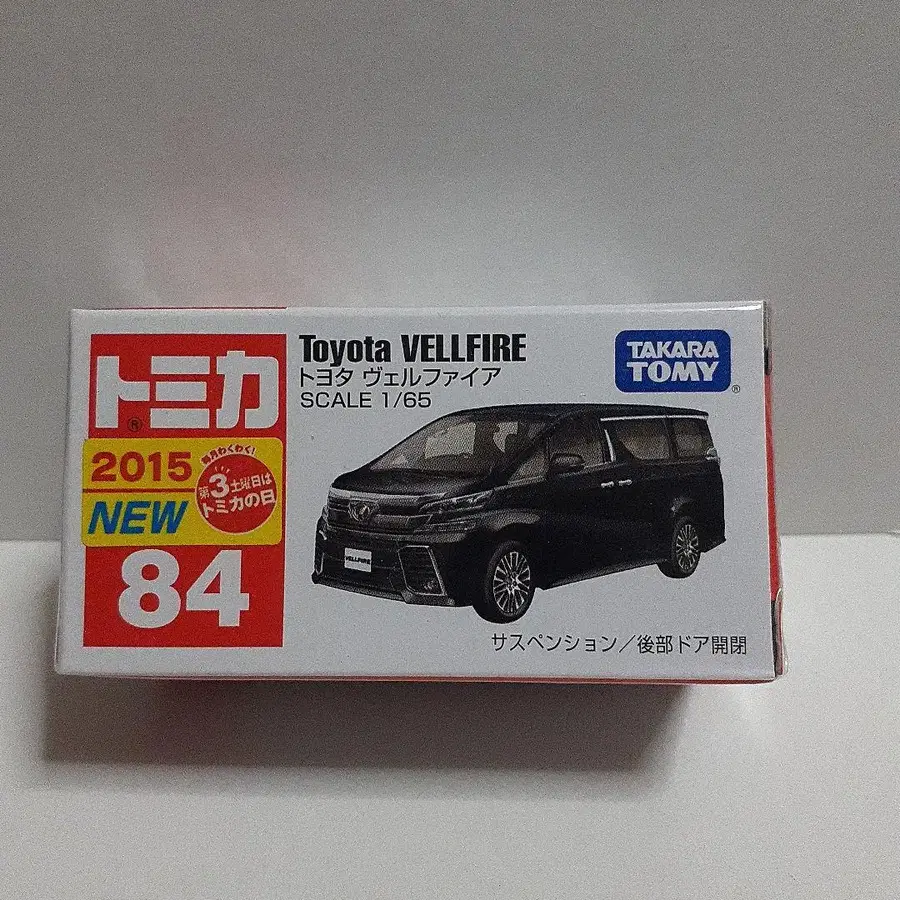 トミカ
®
2015
NEW
毎月わくわく!
第3土曜日は
トミカの日
84
Toyota VELLFIRE
トヨタ ヴェルファイア
SCALE 1/65
TAKARA
TOMY
®
VELLFIRE
サスペンション/後部ドア開閉